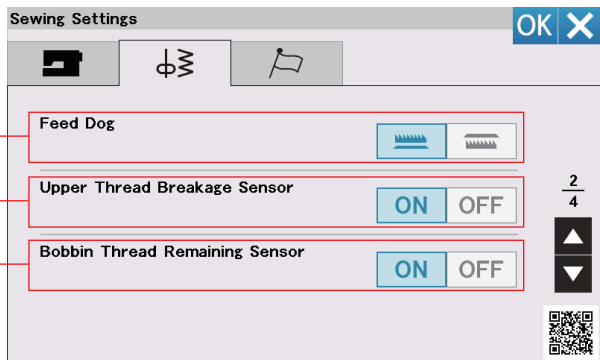 Sewing Settings
OK
Feed Dog
Upper Thread Breakage Sensor
ON OFF
2
4
Bobbin Thread Remaining Sensor
ON OFF